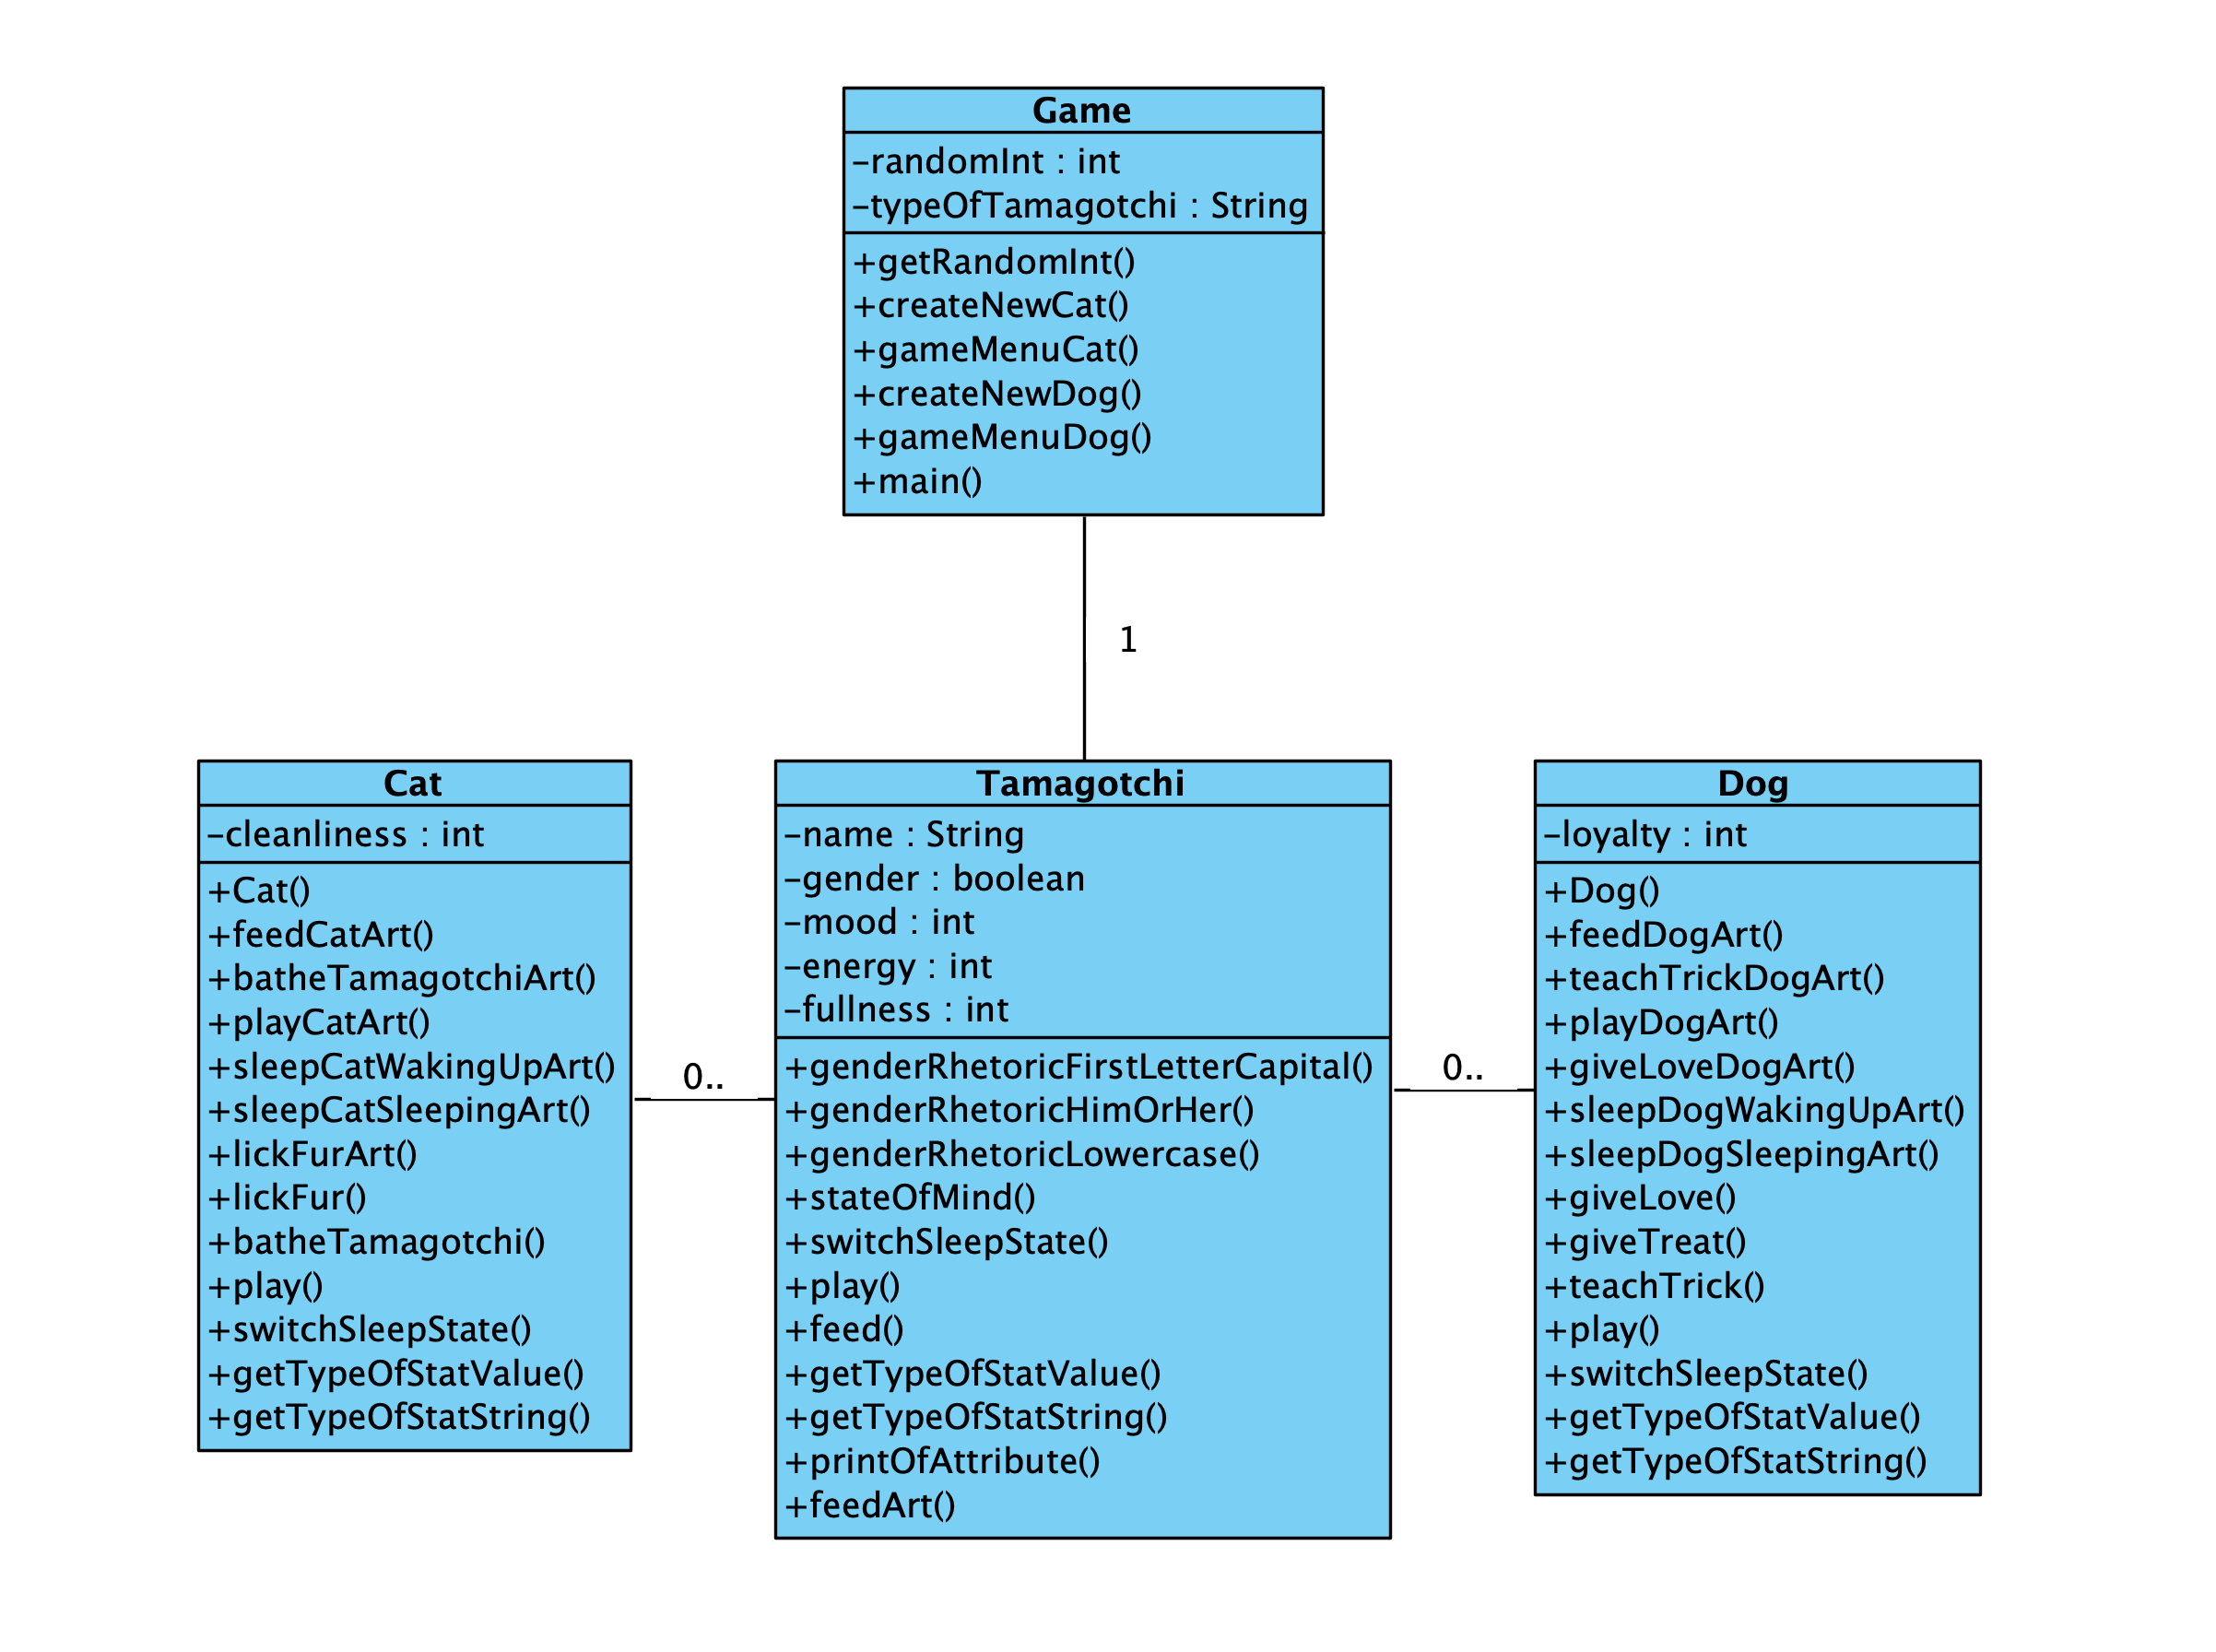 Game
-randomInt : int
-typeOfTamagotchi : String
+getRandomInt()
+createNewCat()
+gameMenuCat()
+createNewDog()
+gameMenuDog()
+main()
1
Cat
-cleanliness : int
+Cat()
+feedCatArt()
+batheTamagotchiArt()
+playCatArt()
+sleepCatWakingUpArt()
+sleepCatSleepingArt()
+lickFurArt()
+lickFur()
+batheTamagotchi()
+play()
+switchSleepState()
+getTypeOfStatValue()
+getTypeOfStatString()
0..
Tamagotchi
-name : String
-gender : boolean
-mood : int
-energy : int
-fullness : int
+genderRhetoricFirstLetterCapital()
+genderRhetoricHimOrHer()
+genderRhetoricLowercase()
+stateOfMind()
+switchSleepState()
+play()
+feed()
+getTypeOfStatValue()
+getTypeOfStatString()
+printOfAttribute()
+feedArt()
0..
Dog
-loyalty : int
+Dog()
+feedDogArt()
+teachTrickDogArt()
+playDogArt()
+giveLoveDogArt()
+sleepDogWakingUpArt()
+sleepDogSleepingArt()
+giveLove()
+giveTreat()
+teachTrick()
+play()
+switchSleepState()
+getTypeOfStatValue()
+getTypeOfStatString()